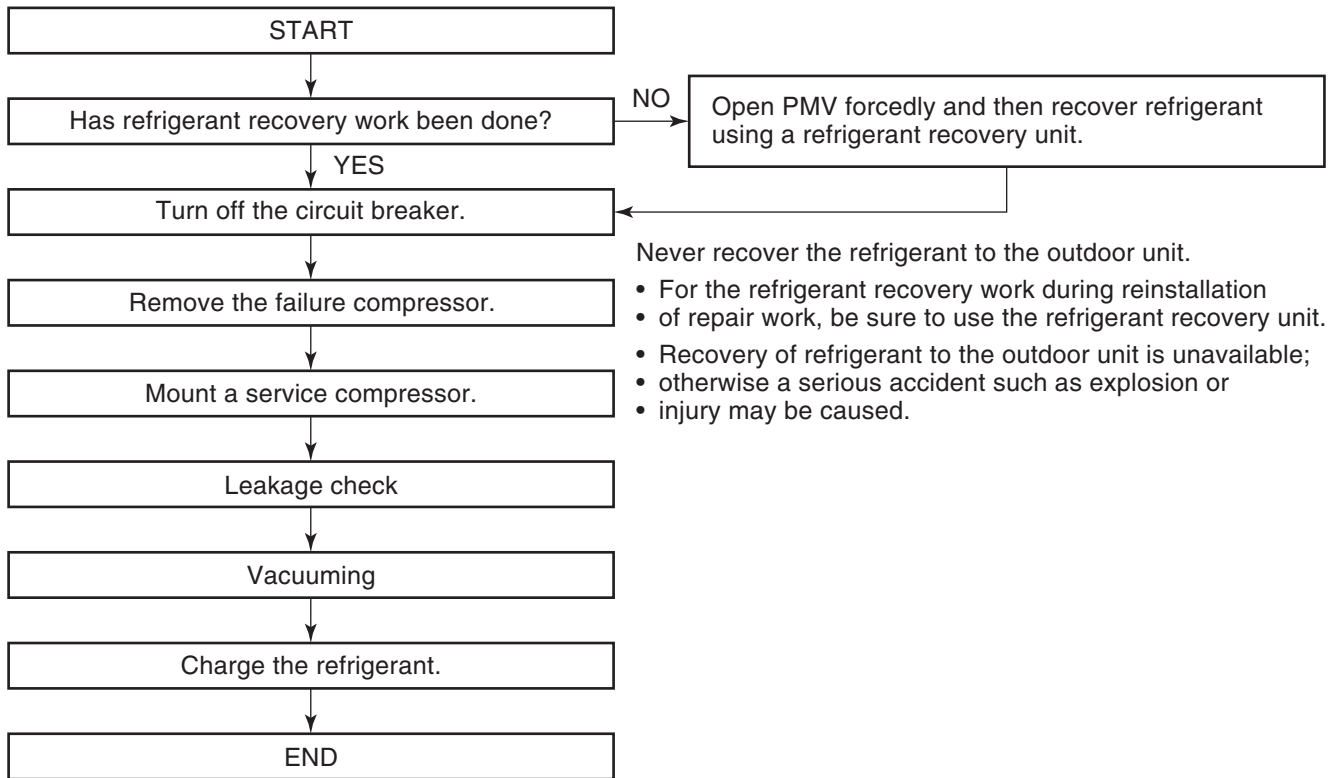 START
Has refrigerant recovery work been done?
NO
Open PMV forcedly and then recover refrigerant
using a refrigerant recovery unit.
YES
Turn off the circuit breaker.
Never recover the refrigerant to the outdoor unit.
• For the refrigerant recovery work during reinstallation
• of repair work, be sure to use the refrigerant recovery unit.
• Recovery of refrigerant to the outdoor unit is unavailable;
• otherwise a serious accident such as explosion or
• injury may be caused.
Remove the failure compressor.
Mount a service compressor.
Leakage check
Vacuuming
Charge the refrigerant.
END